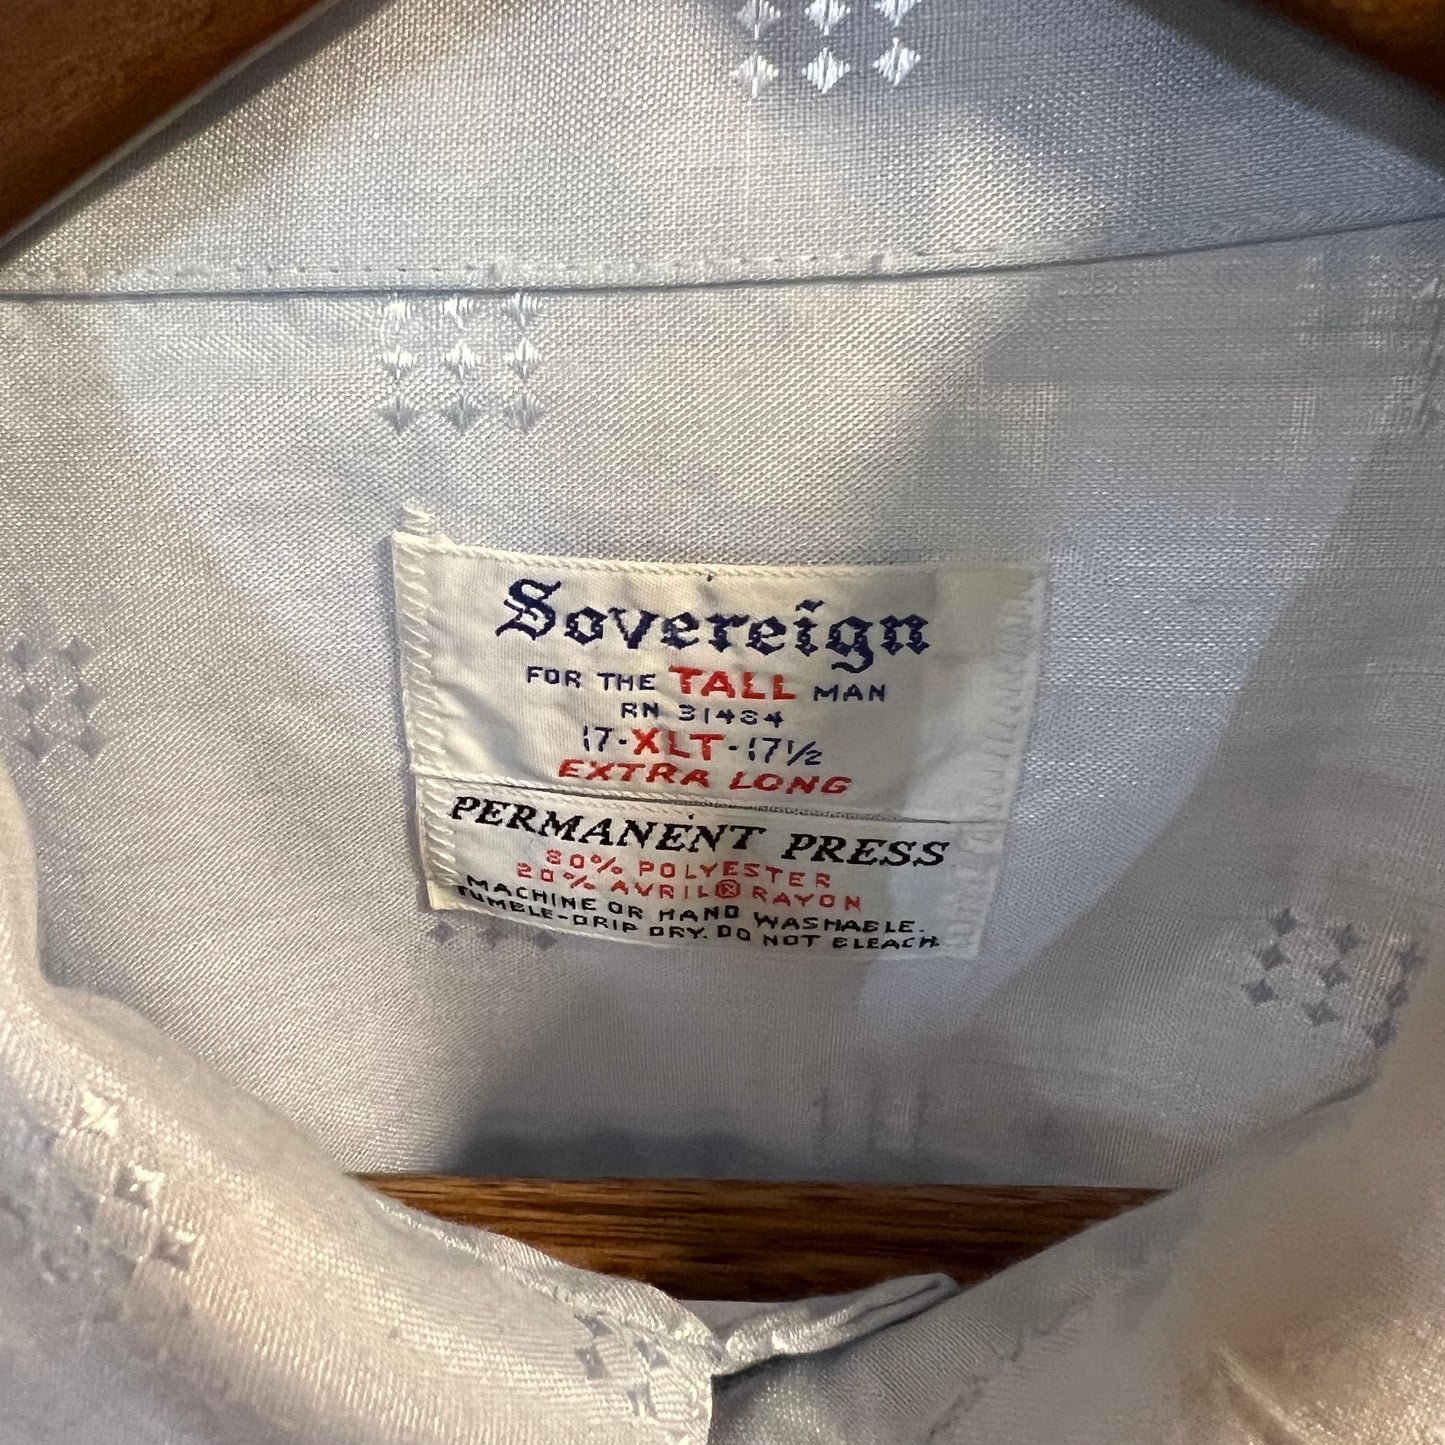 Sovereign
FOR THE TALL MAN
RN 31434
17-XLT-17½
EXTRA LONG
PERMANENT PRESS
80% POLYESTER
20% AVRIL® RAYON
MACHINE OR HAND WASHABLE.
TUMBLE-DRIP DRY. DO NOT BLEACH